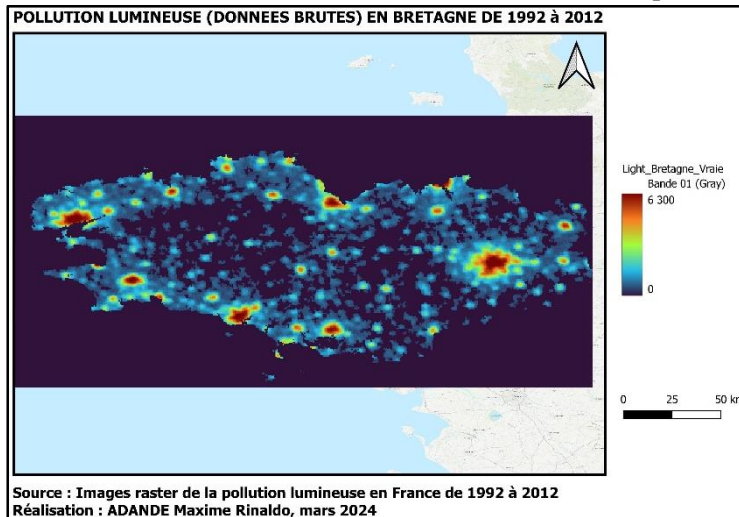 POLLUTION LUMINEUSE (DONNEES BRUTES) EN BRETAGNE DE 1992 à 2012
Light_Bretagne_Vraie
Bande 01 (Gray)
6 300
0
0 25 50 km
Source : Images raster de la pollution lumineuse en France de 1992 à 2012
Réalisation : ADANDE Maxime Rinaldo, mars 2024